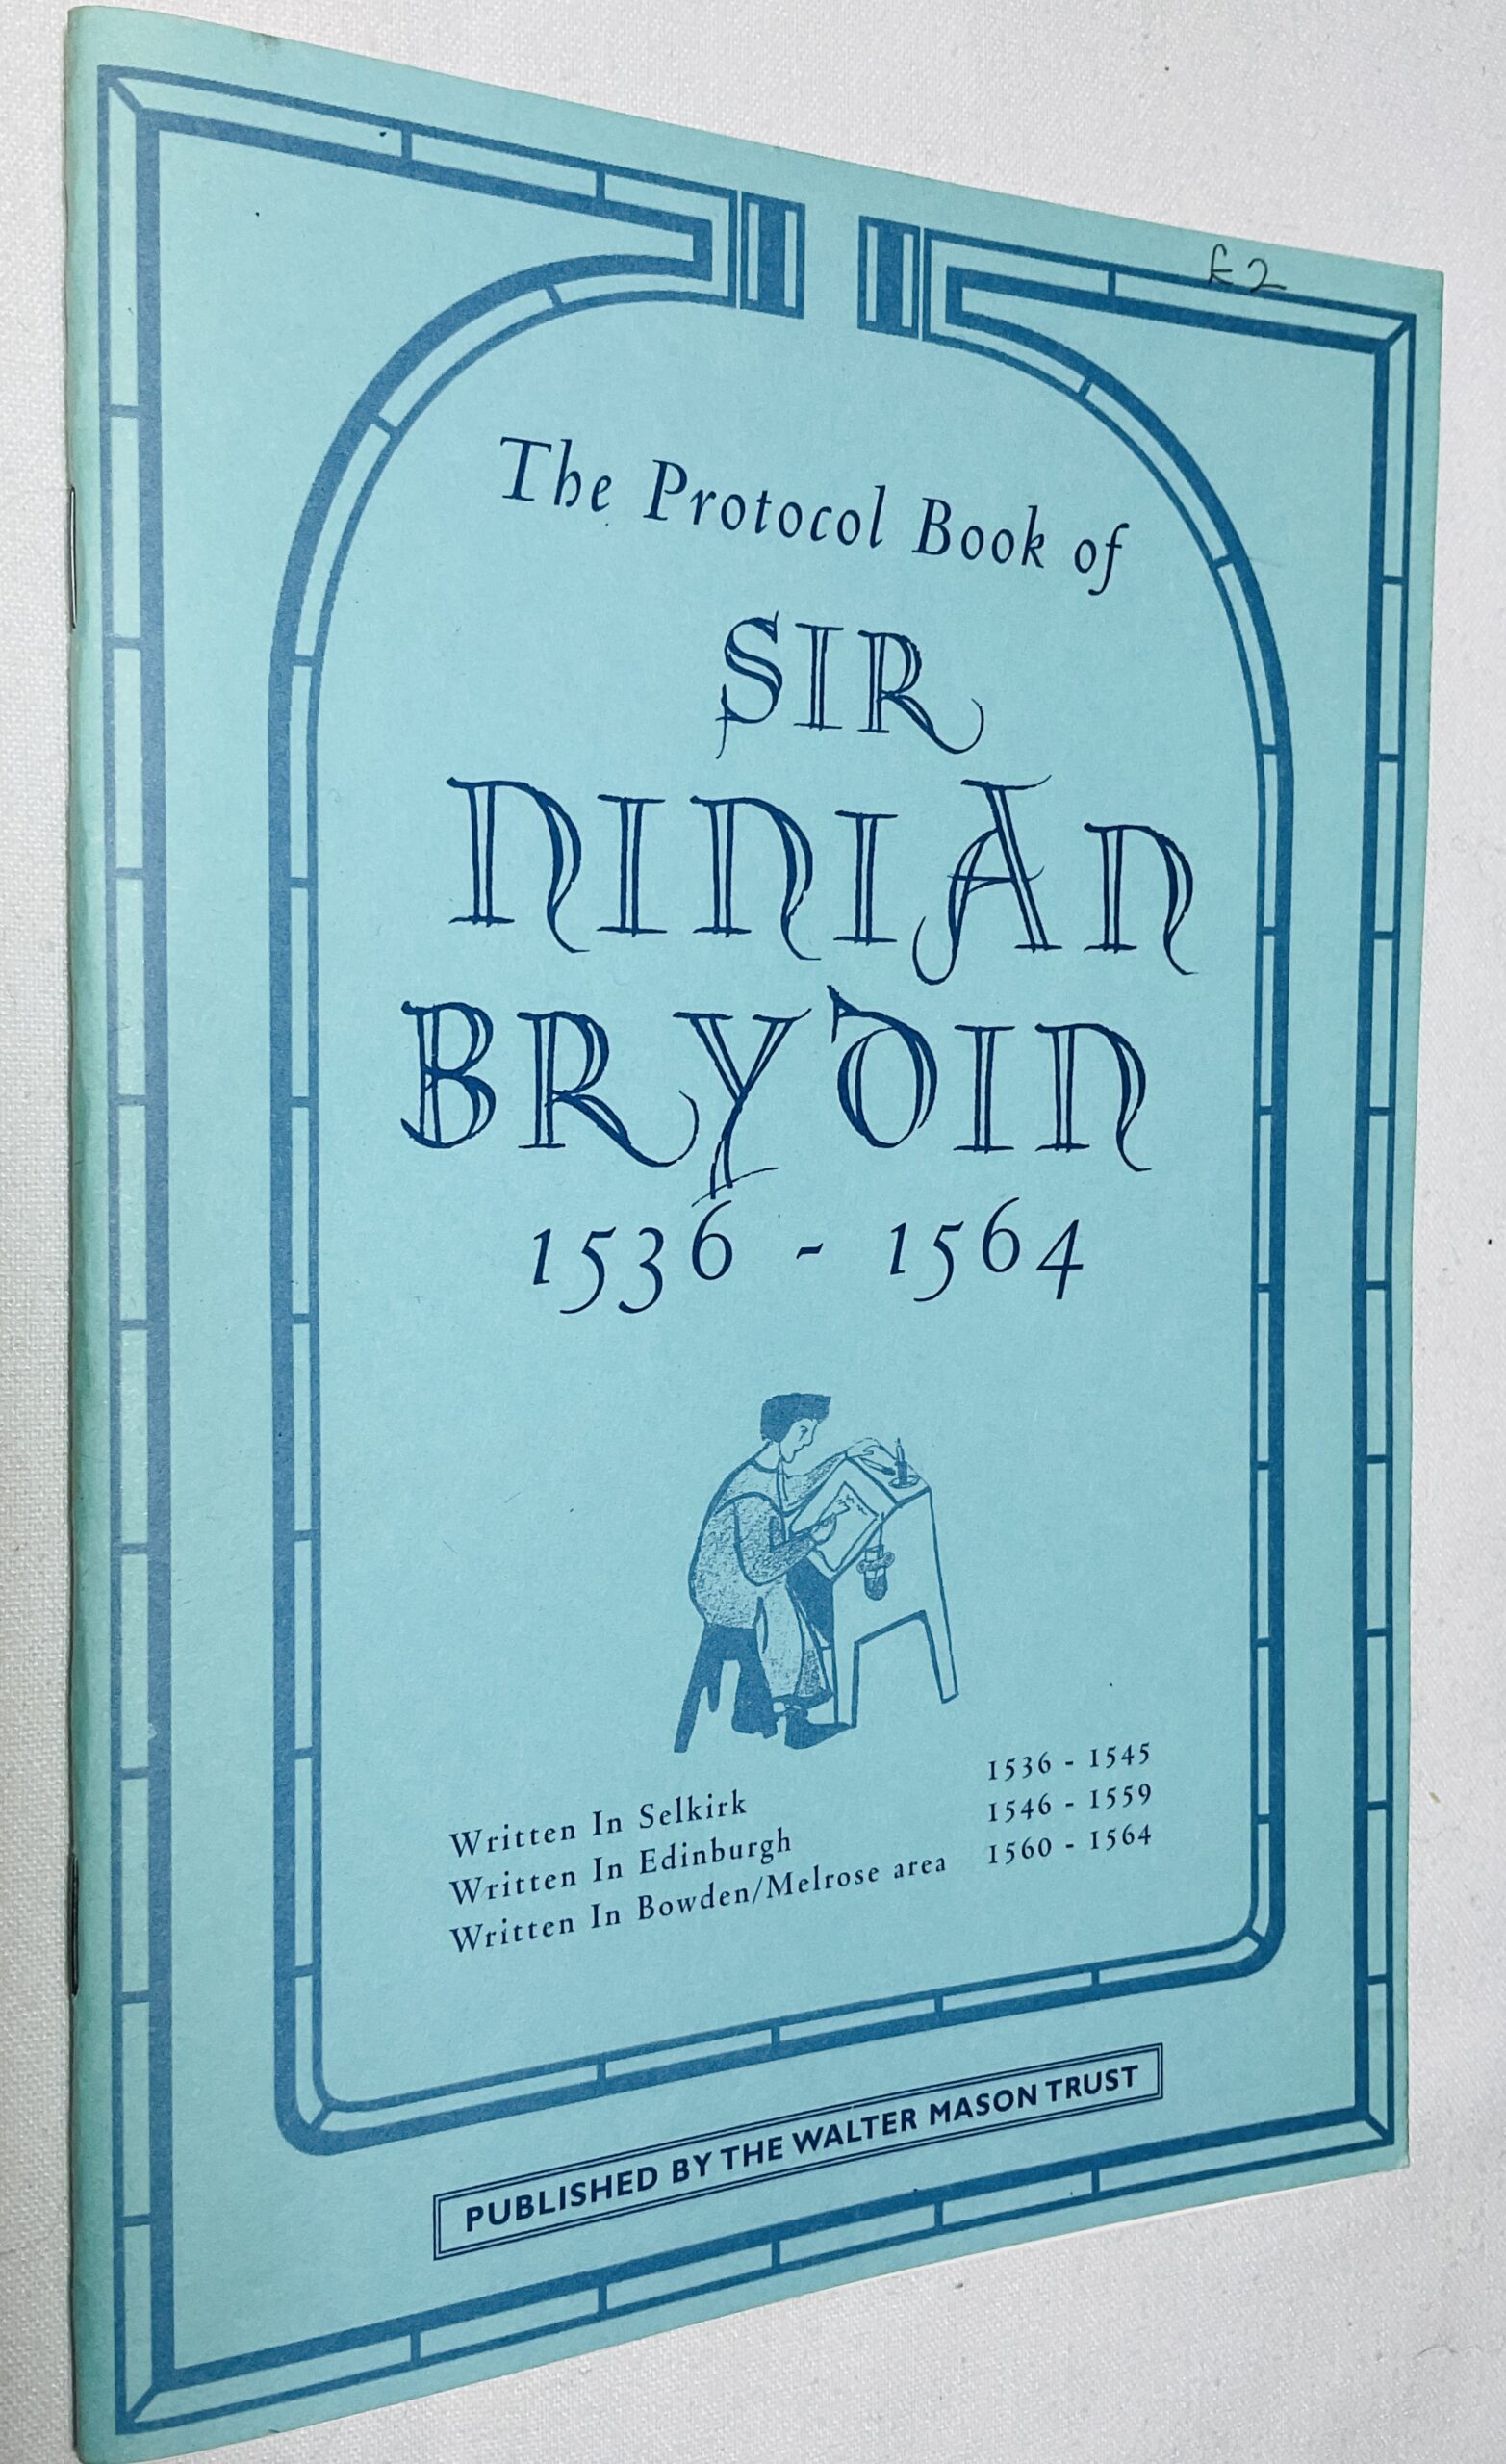 £2
The Protocol Book of
SIR
NINIAN
BRYDIN
1536 - 1564
Written In Selkirk 1536 - 1545
Written In Edinburgh 1546 - 1559
Written In Bowden/Melrose area 1560 - 1564
PUBLISHED BY THE WALTER MASON TRUST